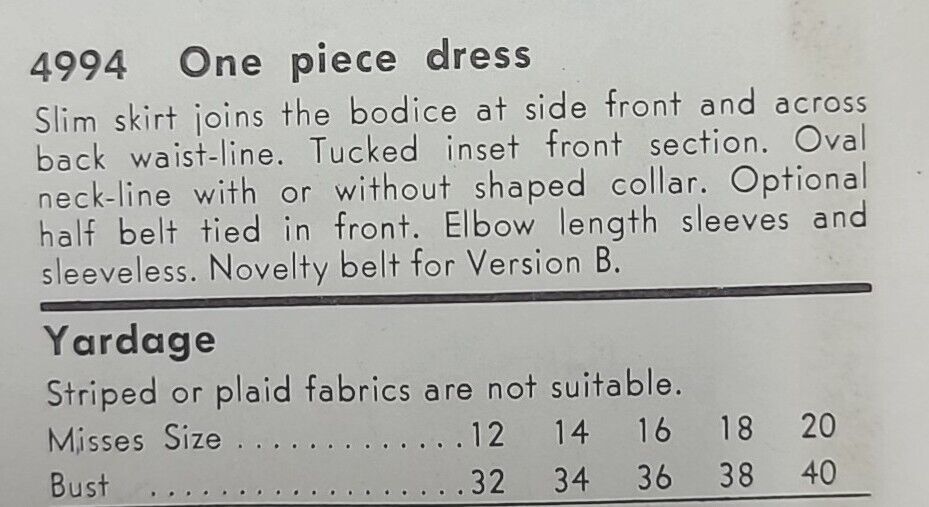 4994 One piece dress
Slim skirt joins the bodice at side front and across
back waist-line. Tucked inset front section. Oval
neck-line with or without shaped collar. Optional
half belt tied in front. Elbow length sleeves and
sleeveless. Novelty belt for Version B.
Yardage
Striped or plaid fabrics are not suitable.
Misses Size .............12 14 16 18 20
Bust ...................32 34 36 38 40